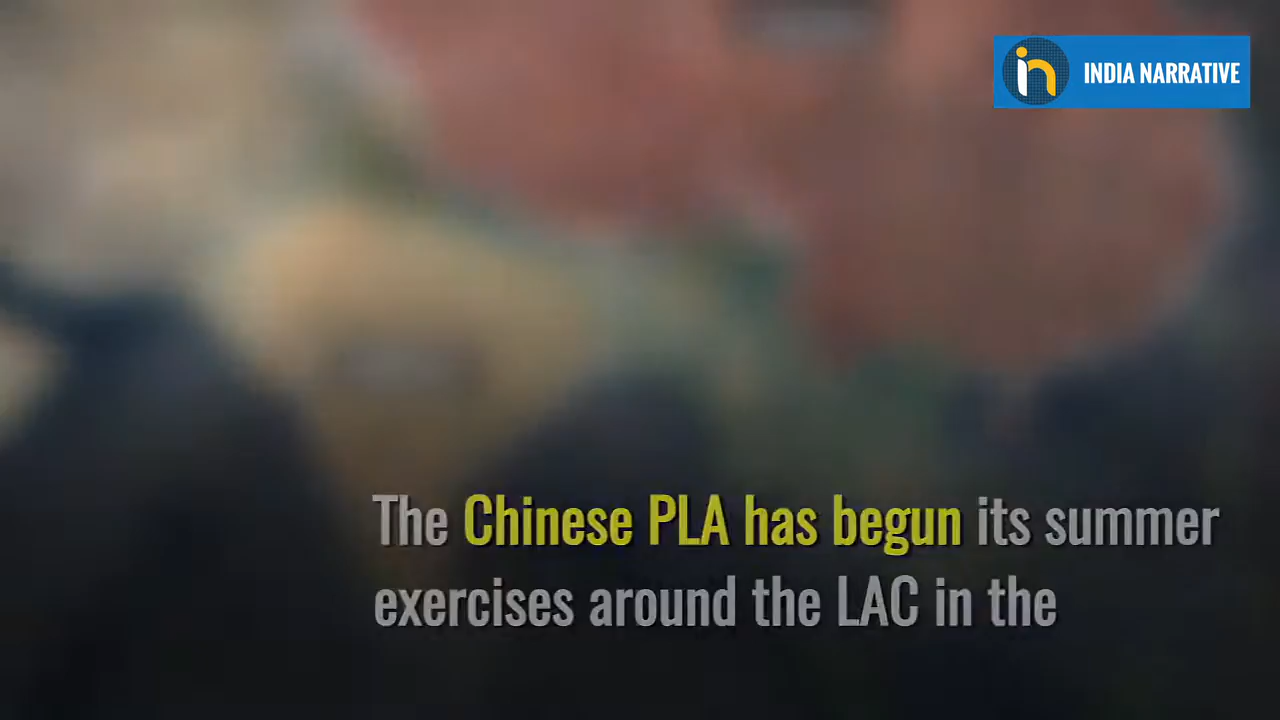 INDIA NARRATIVE
The Chinese PLA has begun its summer
exercises around the LAC in the